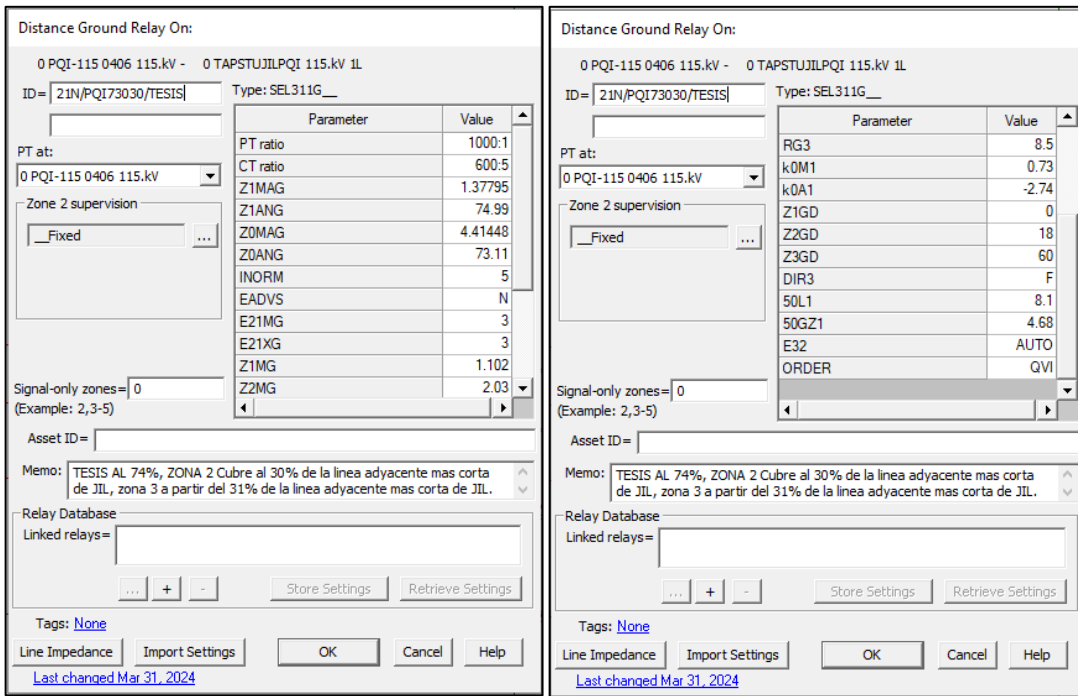 Distance Ground Relay On:
0 PQI-115 0406 115.kV - 0 TAPSTUJILPQI 115.kV 1L
ID= 21N/PQI73030/TESIS
Type: SEL311G__
PT at:
0 PQI-115 0406 115.kV
Zone 2 supervision
__Fixed
...
Parameter Value
PT ratio 1000:1
CT ratio 600:5
Z1MAG 1.37795
Z1ANG 74.99
Z0MAG 4.41448
Z0ANG 73.11
INORM 5
EADVS N
E21MG 3
E21XG 3
Z1MG 1.102
Z2MG 2.03
Signal-only zones= 0
(Example: 2,3-5)
Asset ID=
Memo: TESIS AL 74%, ZONA 2 Cubre al 30% de la linea adyacente mas corta
de JIL, zona 3 a partir del 31% de la linea adyacente mas corta de JIL.
Relay Database
Linked relays=
... + - Store Settings Retrieve Settings
Tags: None
Line Impedance Import Settings OK Cancel Help
Last changed Mar 31, 2024
Distance Ground Relay On:
0 PQI-115 0406 115.kV - 0 TAPSTUJILPQI 115.kV 1L
ID= 21N/PQI73030/TESIS
Type: SEL311G__
PT at:
0 PQI-115 0406 115.kV
Zone 2 supervision
__Fixed
...
Parameter Value
RG3 8.5
k0M1 0.73
k0A1 -2.74
Z1GD 0
Z2GD 18
Z3GD 60
DIR3 F
50L1 8.1
50GZ1 4.68
E32 AUTO
ORDER QVI
Signal-only zones= 0
(Example: 2,3-5)
Asset ID=
Memo: TESIS AL 74%, ZONA 2 Cubre al 30% de la linea adyacente mas corta
de JIL, zona 3 a partir del 31% de la linea adyacente mas corta de JIL.
Relay Database
Linked relays=
... + - Store Settings Retrieve Settings
Tags: None
Line Impedance Import Settings OK Cancel Help
Last changed Mar 31, 2024